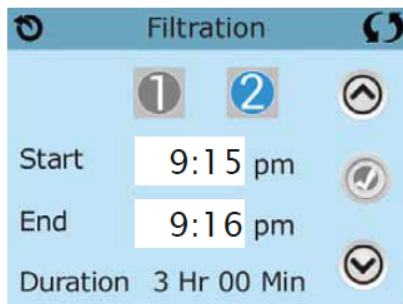 Filtration
1 2
Start 9:15 pm
End 9:16 pm
Duration 3 Hr 00 Min